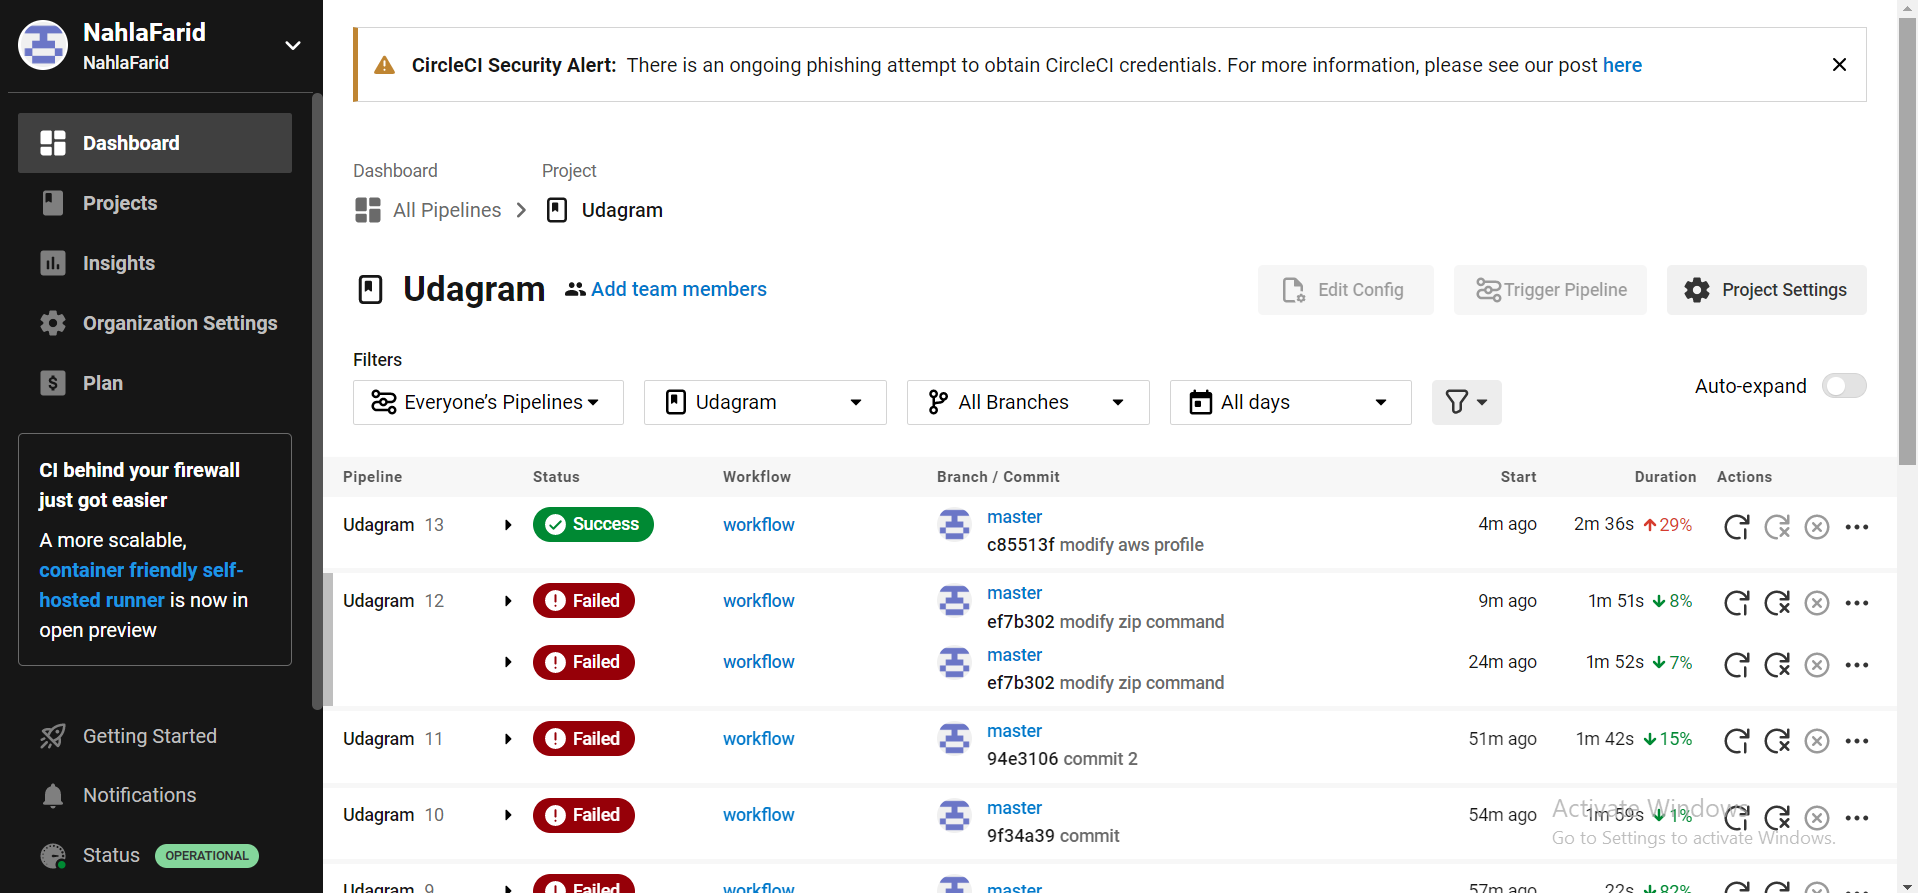 NahlaFarid
NahlaFarid
Dashboard
Projects
Insights
Organization Settings
Plan
CI behind your firewall
just got easier
A more scalable,
container friendly self-
hosted runner is now in
open preview
Getting Started
Notifications
Status OPERATIONAL
CircleCI Security Alert: There is an ongoing phishing attempt to obtain CircleCI credentials. For more information, please see our post here
Dashboard Project
All Pipelines Udagram
Udagram Add team members Edit Config Trigger Pipeline Project Settings
Filters
Everyone’s Pipelines Udagram All Branches All days Auto-expand
Pipeline Status Workflow Branch / Commit Start Duration Actions
Udagram 13 Success workflow master 4m ago 2m 36s 29%
c85513f modify aws profile
Udagram 12 Failed workflow master 9m ago 1m 51s 8%
ef7b302 modify zip command
Failed workflow master 24m ago 1m 52s 7%
ef7b302 modify zip command
Udagram 11 Failed workflow master 51m ago 1m 42s 15%
94e3106 commit 2
Udagram 10 Failed workflow master 54m ago 1m 59s 1%
9f34a39 commit
Activate Windows
Go to Settings to activate Windows.
Udagram 9 Failed workflow master 57m ago 22s 82%